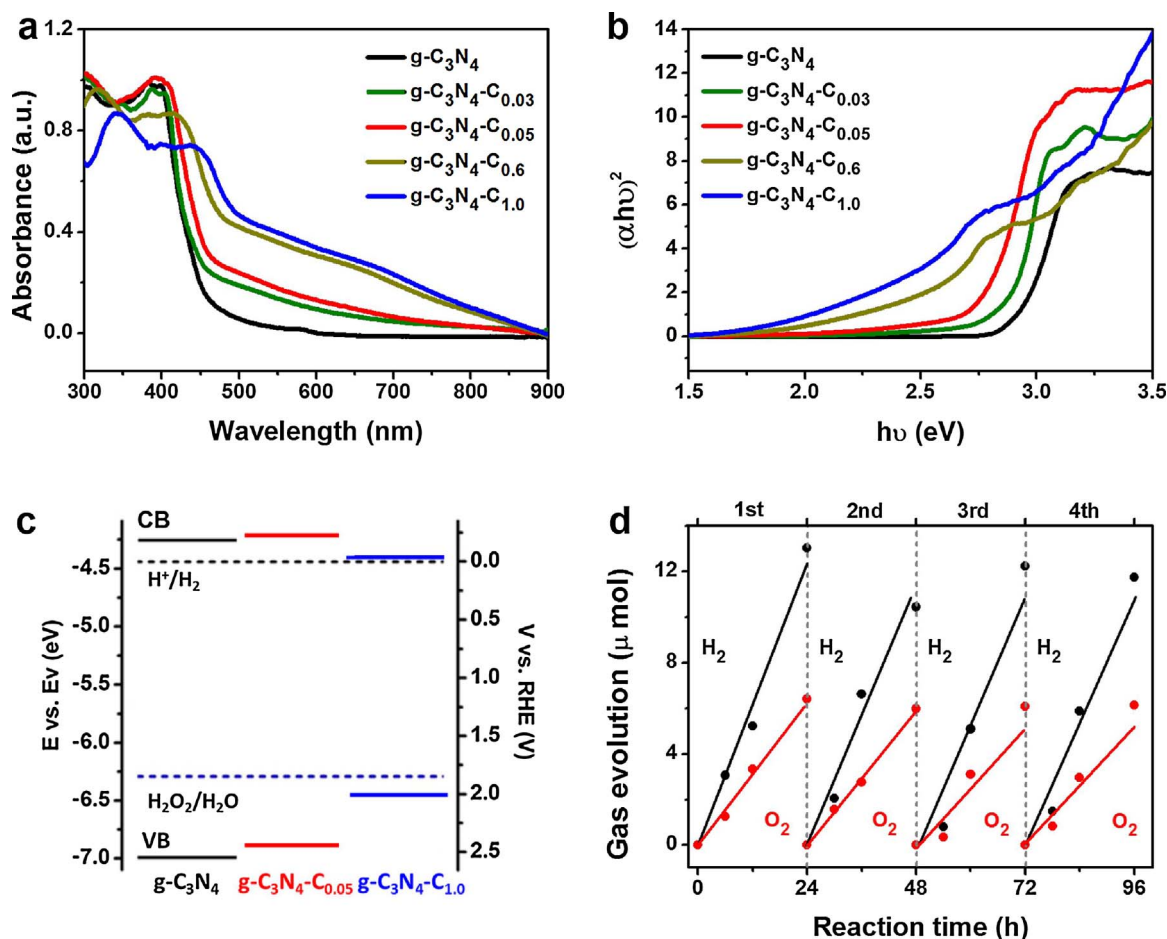 a
1.2
0.8
0.4
0.0
300
400
500
600
700
800
900
Absorbance (a.u.)
Wavelength (nm)
g-C₃N₄
g-C₃N₄-C₀.₀₃
g-C₃N₄-C₀.₀₅
g-C₃N₄-C₀.₆
g-C₃N₄-C₁.₀
b
14
12
10
8
6
4
2
0
1.5
2.0
2.5
3.0
3.5
(αhυ)²
hυ (eV)
g-C₃N₄
g-C₃N₄-C₀.₀₃
g-C₃N₄-C₀.₀₅
g-C₃N₄-C₀.₆
g-C₃N₄-C₁.₀
c
CB
H⁺/H₂
H₂O₂/H₂O
VB
-4.5
-5.0
-5.5
-6.0
-6.5
-7.0
E vs. Ev (eV)
0.0
0.5
1.0
1.5
2.0
2.5
V vs. RHE (V)
g-C₃N₄ g-C₃N₄-C₀.₀₅ g-C₃N₄-C₁.₀
d
1st 2nd 3rd 4th
12
8
4
0
Gas evolution (μ mol)
H₂ H₂ H₂ H₂
O₂ O₂ O₂ O₂
0 24 48 72 96
Reaction time (h)